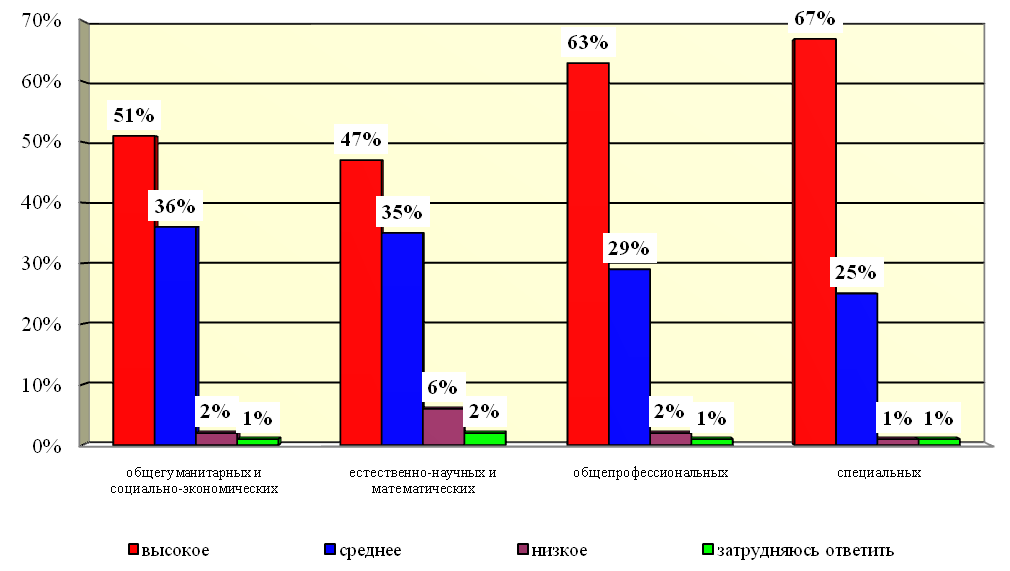 70%
60%
50%
40%
30%
20%
10%
0%
51%
36%
2%
1%
47%
35%
6%
2%
63%
29%
2%
1%
67%
25%
1%
1%
общегуманитарных и
социально-экономических
естественно-научных и
математических
общепрофессиональных
специальных
высокое
среднее
низкое
затрудняюсь ответить